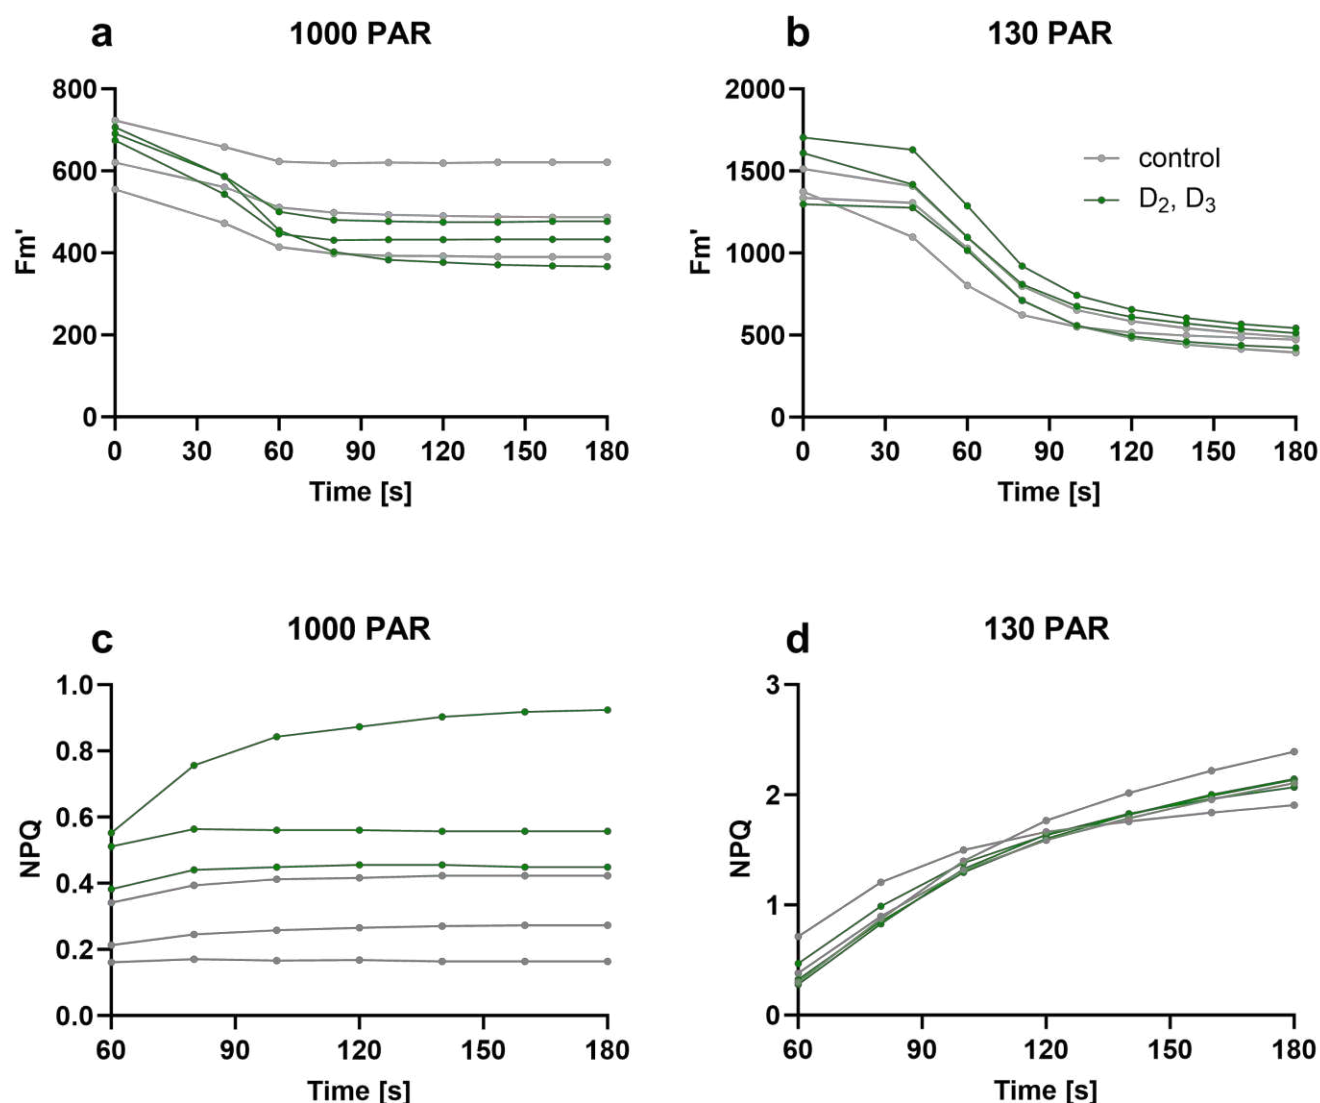 a
1000 PAR
800
600
400
200
0
Fm'
0 30 60 90 120 150 180
Time [s]
b
130 PAR
2000
1500
1000
500
0
Fm'
control
D₂, D₃
0 30 60 90 120 150 180
Time [s]
c
1000 PAR
1.0
0.8
0.6
0.4
0.2
0.0
NPQ
60 90 120 150 180
Time [s]
d
130 PAR
3
2
1
0
NPQ
60 90 120 150 180
Time [s]